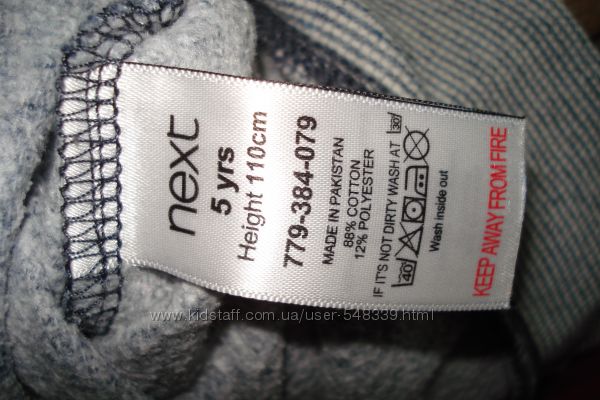 next
5 yrs
Height 110cm
779-384-079
MADE IN PAKISTAN
88% COTTON
12% POLYESTER
IF IT'S NOT DIRTY WASH AT 30
40
Wash inside out
KEEP AWAY FROM FIRE
www.kidstaff.com.ua/user-548339.html